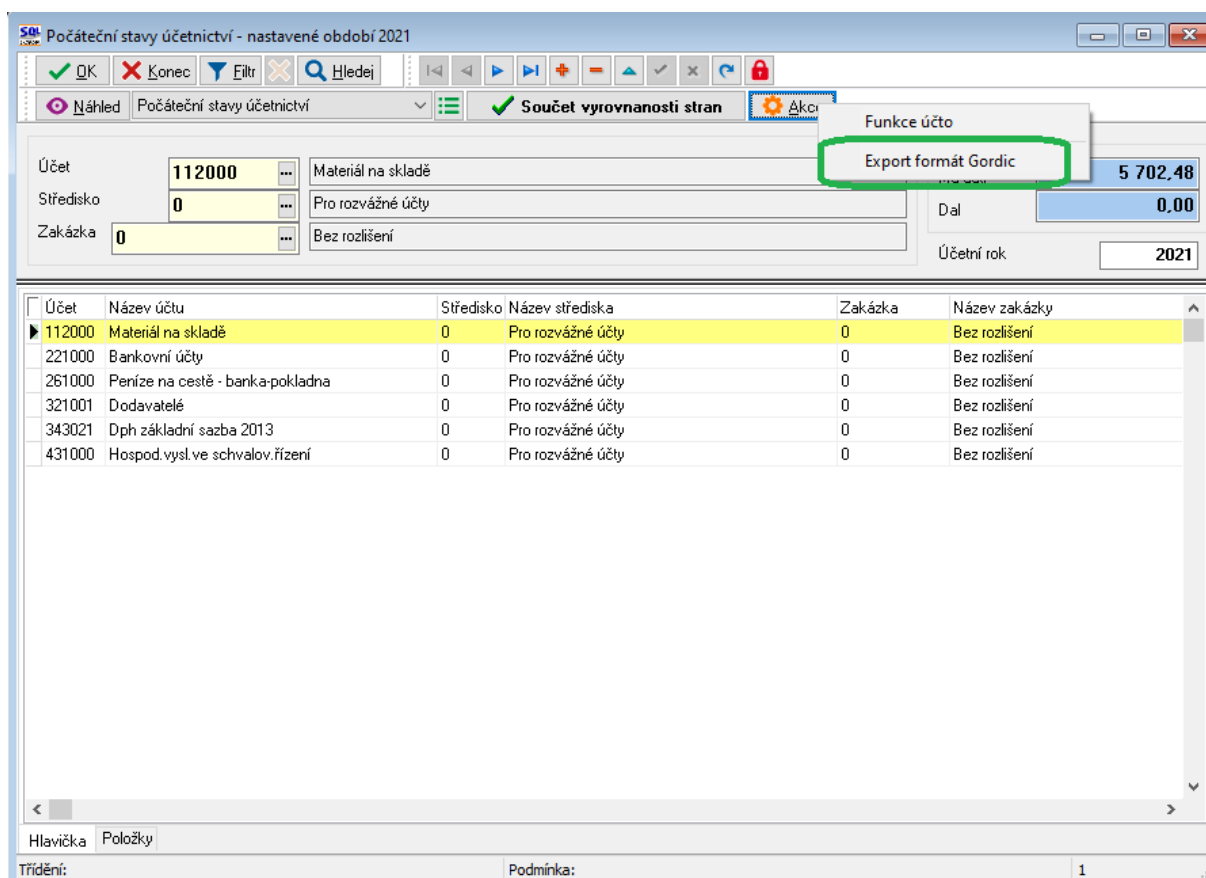 SQL Počáteční stavy účetnictví - nastavené období 2021
OK Konec Filtr Hledej
Náhled Počáteční stavy účetnictví Součet vyrovnanosti stran Akce
Funkce účto
Export formát Gordic
Účet 112000 ... Materiál na skladě 5 702,48
Středisko 0 ... Pro rozvážné účty Dal 0,00
Zakázka 0 ... Bez rozlišení
Účetní rok 2021
Účet Název účtu Středisko Název střediska Zakázka Název zakázky
112000 Materiál na skladě 0 Pro rozvážné účty 0 Bez rozlišení
221000 Bankovní účty 0 Pro rozvážné účty 0 Bez rozlišení
261000 Peníze na cestě - banka-pokladna 0 Pro rozvážné účty 0 Bez rozlišení
321001 Dodavatelé 0 Pro rozvážné účty 0 Bez rozlišení
343021 Dph základní sazba 2013 0 Pro rozvážné účty 0 Bez rozlišení
431000 Hospod.vysl.ve schvalov.řízení 0 Pro rozvážné účty 0 Bez rozlišení
Hlavička Položky
Třídění: Podmínka: 1